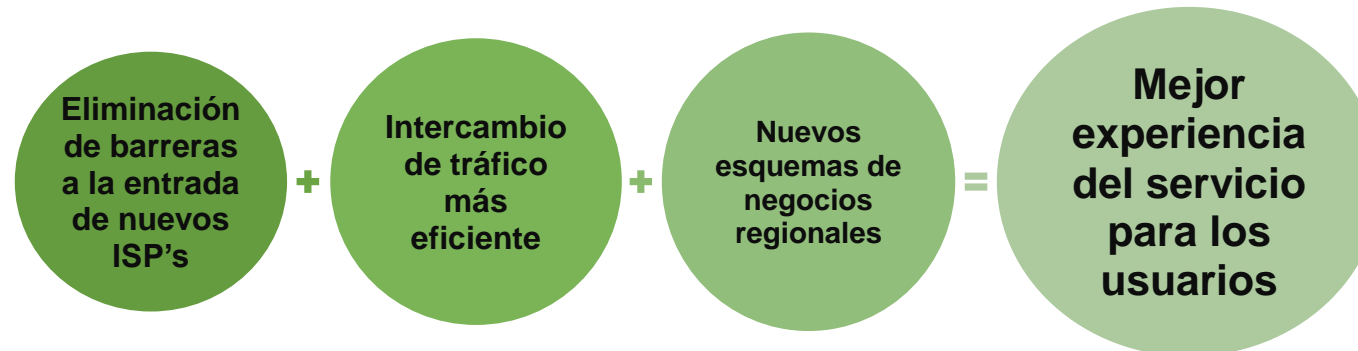 Eliminación
de barreras
a la entrada
de nuevos
ISP’s
+
Intercambio
de tráfico
más
eficiente
+
Nuevos
esquemas de
negocios
regionales
=
Mejor
experiencia
del servicio
para los
usuarios